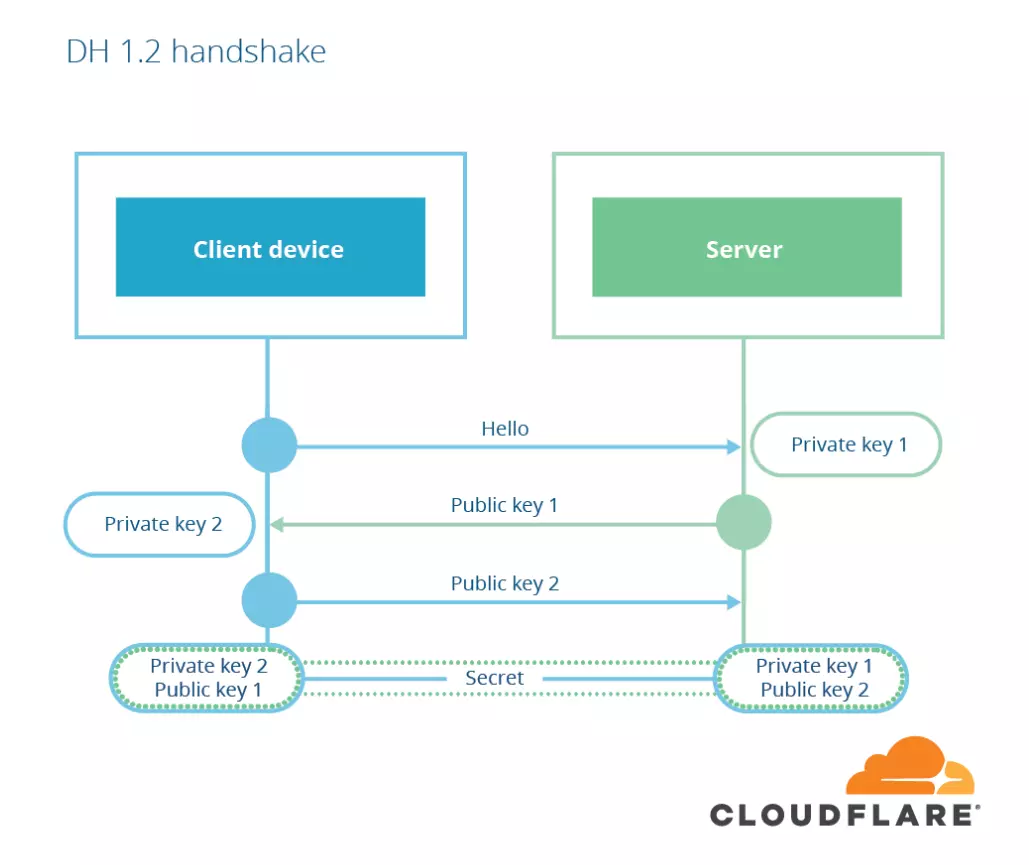 DH 1.2 handshake
Client device
Server
Hello
Private key 1
Public key 1
Private key 2
Public key 2
Private key 2
Public key 1
Secret
Private key 1
Public key 2
CLOUDFLARE